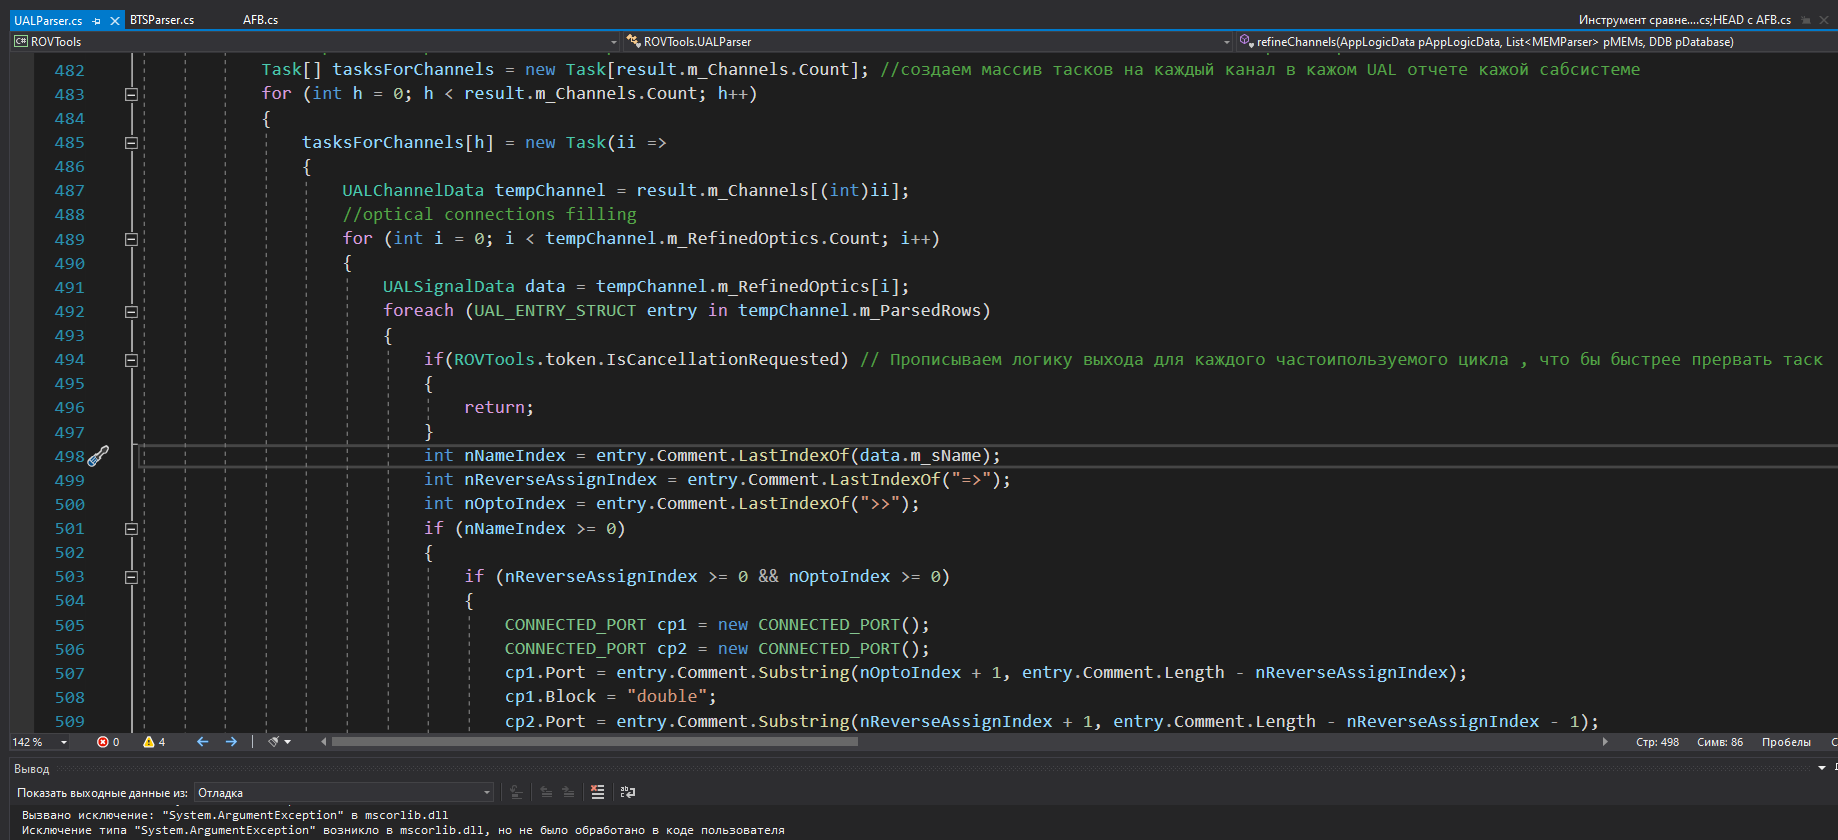 UALParser.cs BTSParser.cs AFB.cs Инструмент сравне....cs;HEAD с AFB.cs
C# ROVTools ROVTools.UALParser refineChannels(AppLogicData pAppLogicData, List<MEMParser> pMEMs, DDB pDatabase)
482 Task[] tasksForChannels = new Task[result.m_Channels.Count]; //создаем массив тасков на каждый канал в кажом UAL отчете кажой сабсистеме
483 for (int h = 0; h < result.m_Channels.Count; h++)
484 {
485 tasksForChannels[h] = new Task(ii =>
486 {
487 UALChannelData tempChannel = result.m_Channels[(int)ii];
488 //optical connections filling
489 for (int i = 0; i < tempChannel.m_RefinedOptics.Count; i++)
490 {
491 UALSignalData data = tempChannel.m_RefinedOptics[i];
492 foreach (UAL_ENTRY_STRUCT entry in tempChannel.m_ParsedRows)
493 {
494 if(ROVTools.token.IsCancellationRequested) // Прописываем логику выхода для каждого частоипользуемого цикла , что бы быстрее прервать таск
495 {
496 return;
497 }
498 int nNameIndex = entry.Comment.LastIndexOf(data.m_sName);
499 int nReverseAssignIndex = entry.Comment.LastIndexOf("=>");
500 int nOptoIndex = entry.Comment.LastIndexOf(">>");
501 if (nNameIndex >= 0)
502 {
503 if (nReverseAssignIndex >= 0 && nOptoIndex >= 0)
504 {
505 CONNECTED_PORT cp1 = new CONNECTED_PORT();
506 CONNECTED_PORT cp2 = new CONNECTED_PORT();
507 cp1.Port = entry.Comment.Substring(nOptoIndex + 1, entry.Comment.Length - nReverseAssignIndex);
508 cp1.Block = "double";
509 cp2.Port = entry.Comment.Substring(nReverseAssignIndex + 1, entry.Comment.Length - nReverseAssignIndex - 1);
142 % 0 4 Стр: 498 Симв: 86 Пробелы
Вывод
Показать выходные данные из: Отладка
Вызвано исключение: "System.ArgumentException" в mscorlib.dll
Исключение типа "System.ArgumentException" возникло в mscorlib.dll, но не было обработано в коде пользователя